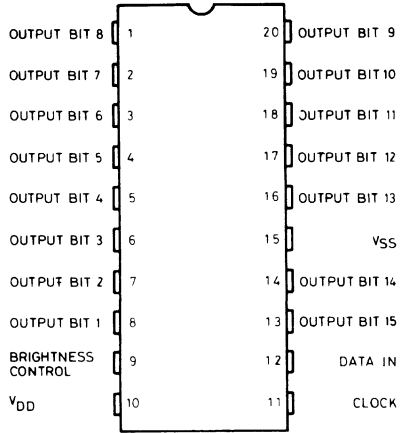 OUTPUT BIT 8 1 20 OUTPUT BIT 9
OUTPUT BIT 7 2 19 OUTPUT BIT 10
OUTPUT BIT 6 3 18 OUTPUT BIT 11
OUTPUT BIT 5 4 17 OUTPUT BIT 12
OUTPUT BIT 4 5 16 OUTPUT BIT 13
OUTPUT BIT 3 6 15 VSS
OUTPUT BIT 2 7 14 OUTPUT BIT 14
OUTPUT BIT 1 8 13 OUTPUT BIT 15
BRIGHTNESS
CONTROL 9 12 DATA IN
VDD 10 11 CLOCK